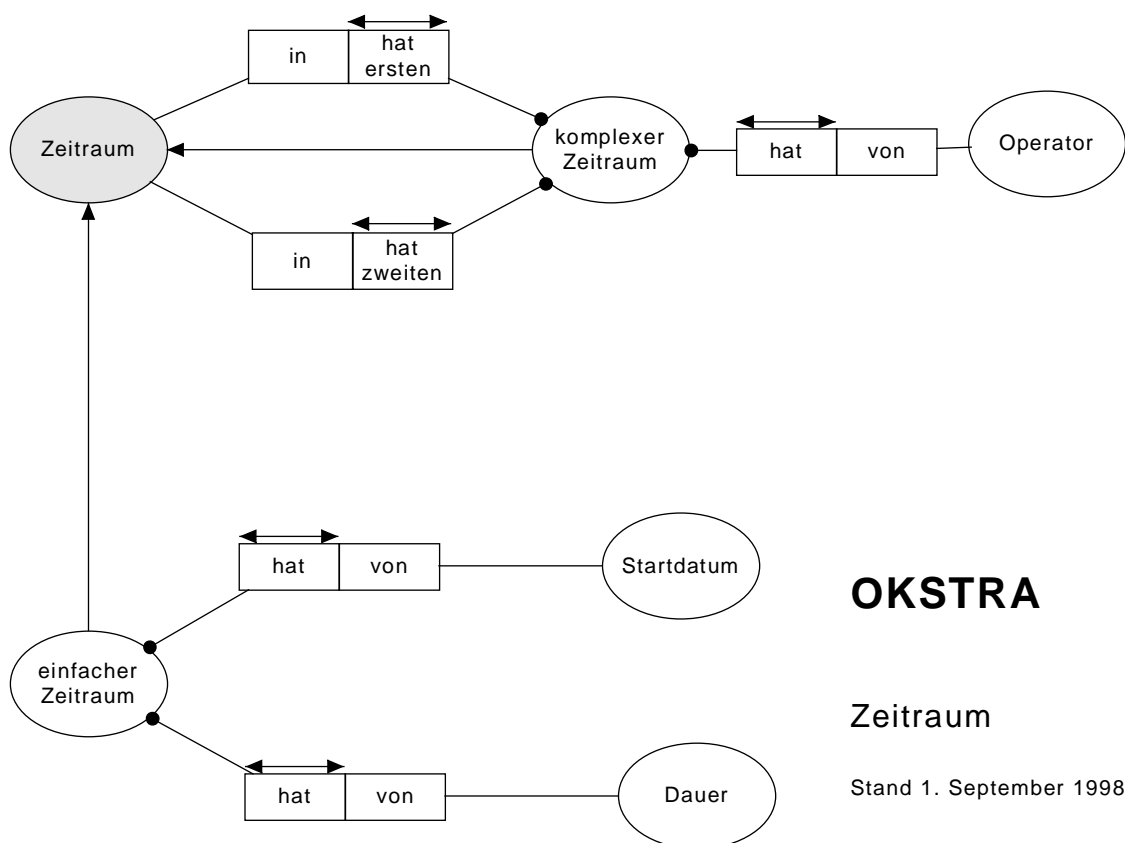 in
hat
ersten
Zeitraum
komplexer
Zeitraum
hat
von
Operator
in
hat
zweiten
hat
von
Startdatum
OKSTRA
einfacher
Zeitraum
Zeitraum
hat
von
Dauer
Stand 1. September 1998